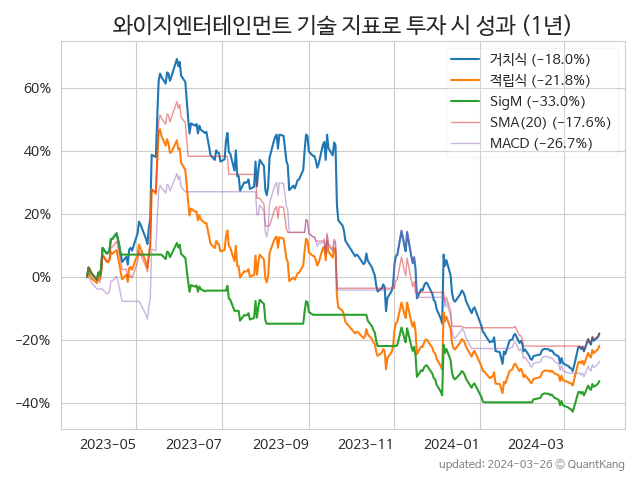 와이지엔터테인먼트 기술 지표로 투자 시 성과 (1년)
거치식 (−18.0%)
적립식 (−21.8%)
SigM (−33.0%)
SMA(20) (−17.6%)
MACD (−26.7%)
60%
40%
20%
0%
−20%
−40%
2023-05 2023-07 2023-09 2023-11 2024-01 2024-03
updated: 2024-03-26 © QuantKang